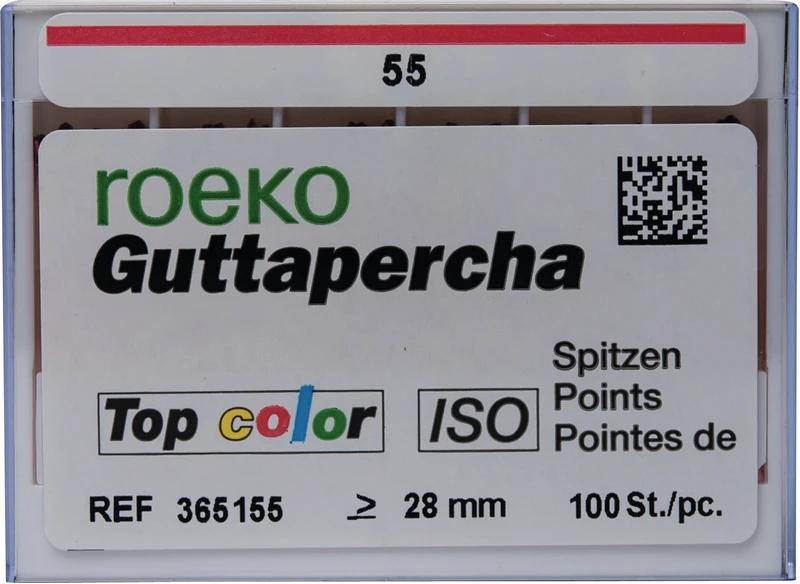 55
roeko
Guttapercha
Spitzen
Top color ISO Points
Pointes de
REF 365155 ≥ 28 mm 100 St./pc.